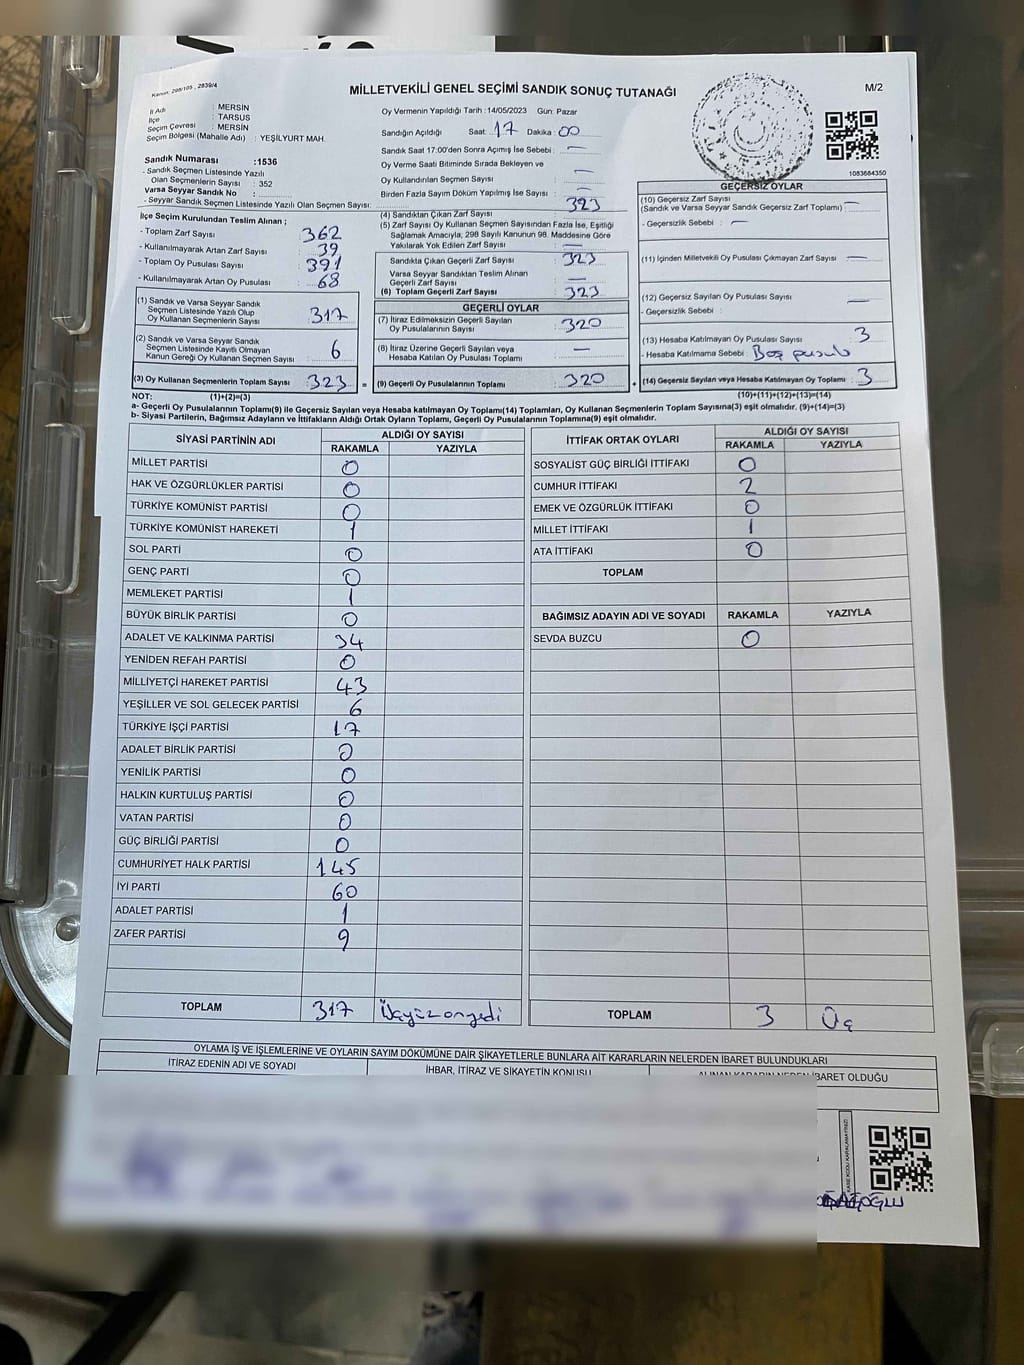 Kanun: 298/105 , 2839/4
MİLLETVEKİLİ GENEL SEÇİMİ SANDIK SONUÇ TUTANAĞI
M/2
İl Adı : MERSİN
İlçe : TARSUS
Seçim Çevresi : MERSİN
Seçim Bölgesi (Mahalle Adı) : YEŞİLYURT MAH.
Sandık Numarası :1536
- Sandık Seçmen Listesinde Yazılı
Olan Seçmenlerin Sayısı : 352
Varsa Seyyar Sandık No :
- Seyyar Sandık Seçmen Listesinde Yazılı Olan Seçmen Sayısı:
Oy Vermenin Yapıldığı Tarih :14/05/2023 Gün: Pazar
Sandığın Açıldığı Saat: 17 Dakika: 00
Sandık Saat 17:00'den Sonra Açımış İse Sebebi : —
Oy Verme Saati Bitiminde Sırada Bekleyen ve
Oy Kullandırılan Seçmen Sayısı : —
Birden Fazla Sayım Döküm Yapılmış İse Sayısı : —
1083684350
İlçe Seçim Kurulundan Teslim Alınan ;
- Toplam Zarf Sayısı : 362
- Kullanılmayarak Artan Zarf Sayısı : 39
- Toplam Oy Pusulası Sayısı : 391
- Kullanılmayarak Artan Oy Pusulası : 68
(1) Sandık ve Varsa Seyyar Sandık
Seçmen Listesinde Yazılı Olup
Oy Kullanan Seçmenlerin Sayısı : 317
(2) Sandık ve Varsa Seyyar Sandık
Seçmen Listesinde Kayıtlı Olmayan
Kanun Gereği Oy Kullanan Seçmen Sayısı : 6
(3) Oy Kullanan Seçmenlerin Toplam Sayısı : 323
(4) Sandıktan Çıkan Zarf Sayısı : 323
(5) Zarf Sayısı Oy Kullanan Seçmen Sayısından Fazla İse, Eşitliği
Sağlamak Amacıyla, 298 Sayılı Kanunun 98. Maddesine Göre
Yakılarak Yok Edilen Zarf Sayısı : —
Sandıkta Çıkan Geçerli Zarf Sayısı : 323
Varsa Seyyar Sandıktan Teslim Alınan
Geçerli Zarf Sayısı : —
(6) Toplam Geçerli Zarf Sayısı : 323
GEÇERLİ OYLAR
(7) İtiraz Edilmeksizin Geçerli Sayılan
Oy Pusulalarının Sayısı : 320
(8) İtiraz Üzerine Geçerli Sayılan veya
Hesaba Katılan Oy Pusulası Toplamı : —
= (9) Geçerli Oy Pusulalarının Toplamı : 320
GEÇERSİZ OYLAR
(10) Geçersiz Zarf Sayısı
(Sandık ve Varsa Seyyar Sandık Geçersiz Zarf Toplamı) —
- Geçersizlik Sebebi : —
(11) İçinden Milletvekili Oy Pusulası Çıkmayan Zarf Sayısı : —
(12) Geçersiz Sayılan Oy Pusulası Sayısı : —
- Geçersizlik Sebebi :
(13) Hesaba Katılmayan Oy Pusulası Sayısı : 3
- Hesaba Katılmama Sebebi : Boş pusula
+ (14) Geçersiz Sayılan veya Hesaba Katılmayan Oy Toplamı : 3
NOT: (1)+(2)=(3) (10)+(11)+(12)+(13)=(14)
a- Geçerli Oy Pusulalarının Toplamı(9) ile Geçersiz Sayılan veya Hesaba katılmayan Oy Toplamı(14) Toplamları, Oy Kullanan Seçmenlerin Toplam Sayısına(3) eşit olmalıdır. (9)+(14)=(3)
b- Siyasi Partilerin, Bağımsız Adayların ve İttifakların Aldığı Ortak Oyların Toplamı, Geçerli Oy Pusulalarının Toplamına(9) eşit olmalıdır.
SİYASİ PARTİNİN ADI ALDIĞI OY SAYISI
RAKAMLA YAZIYLA
MİLLET PARTİSİ 0
HAK VE ÖZGÜRLÜKLER PARTİSİ 0
TÜRKİYE KOMÜNİST PARTİSİ 0
TÜRKİYE KOMÜNİST HAREKETİ 1
SOL PARTİ 0
GENÇ PARTİ 0
MEMLEKET PARTİSİ 1
BÜYÜK BİRLİK PARTİSİ 0
ADALET VE KALKINMA PARTİSİ 34
YENİDEN REFAH PARTİSİ 0
MİLLİYETÇİ HAREKET PARTİSİ 43
YEŞİLLER VE SOL GELECEK PARTİSİ 6
TÜRKİYE İŞÇİ PARTİSİ 17
ADALET BİRLİK PARTİSİ 0
YENİLİK PARTİSİ 0
HALKIN KURTULUŞ PARTİSİ 0
VATAN PARTİSİ 0
GÜÇ BİRLİĞİ PARTİSİ 0
CUMHURİYET HALK PARTİSİ 145
İYİ PARTİ 60
ADALET PARTİSİ 1
ZAFER PARTİSİ 9
TOPLAM 317 Üçyüzonyedi
İTTİFAK ORTAK OYLARI ALDIĞI OY SAYISI
RAKAMLA YAZIYLA
SOSYALİST GÜÇ BİRLİĞİ İTTİFAKI 0
CUMHUR İTTİFAKI 2
EMEK VE ÖZGÜRLÜK İTTİFAKI 0
MİLLET İTTİFAKI 1
ATA İTTİFAKI 0
TOPLAM
BAĞIMSIZ ADAYIN ADI VE SOYADI RAKAMLA YAZIYLA
SEVDA BUZCU 0
TOPLAM 3 Üç
OYLAMA İŞ VE İŞLEMLERİNE VE OYLARIN SAYIM DÖKÜMÜNE DAİR ŞİKAYETLERLE BUNLARA AİT KARARLARIN NELERDEN İBARET BULUNDUKLARI
İTİRAZ EDENİN ADI VE SOYADI İHBAR, İTİRAZ VE ŞİKAYETİN KONUSU ALINAN KARARIN NEDEN İBARET OLDUĞU